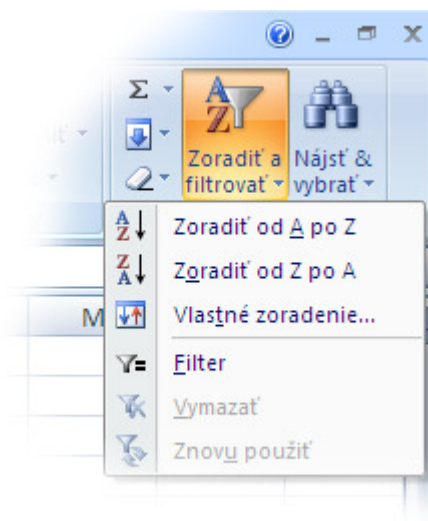 Σ
Zoradiť a
filtrovať
Nájsť &
vybrať
Zoradiť od A po Z
Zoradiť od Z po A
M
Vlastné zoradenie...
Filter
Vymazať
Znovu použiť